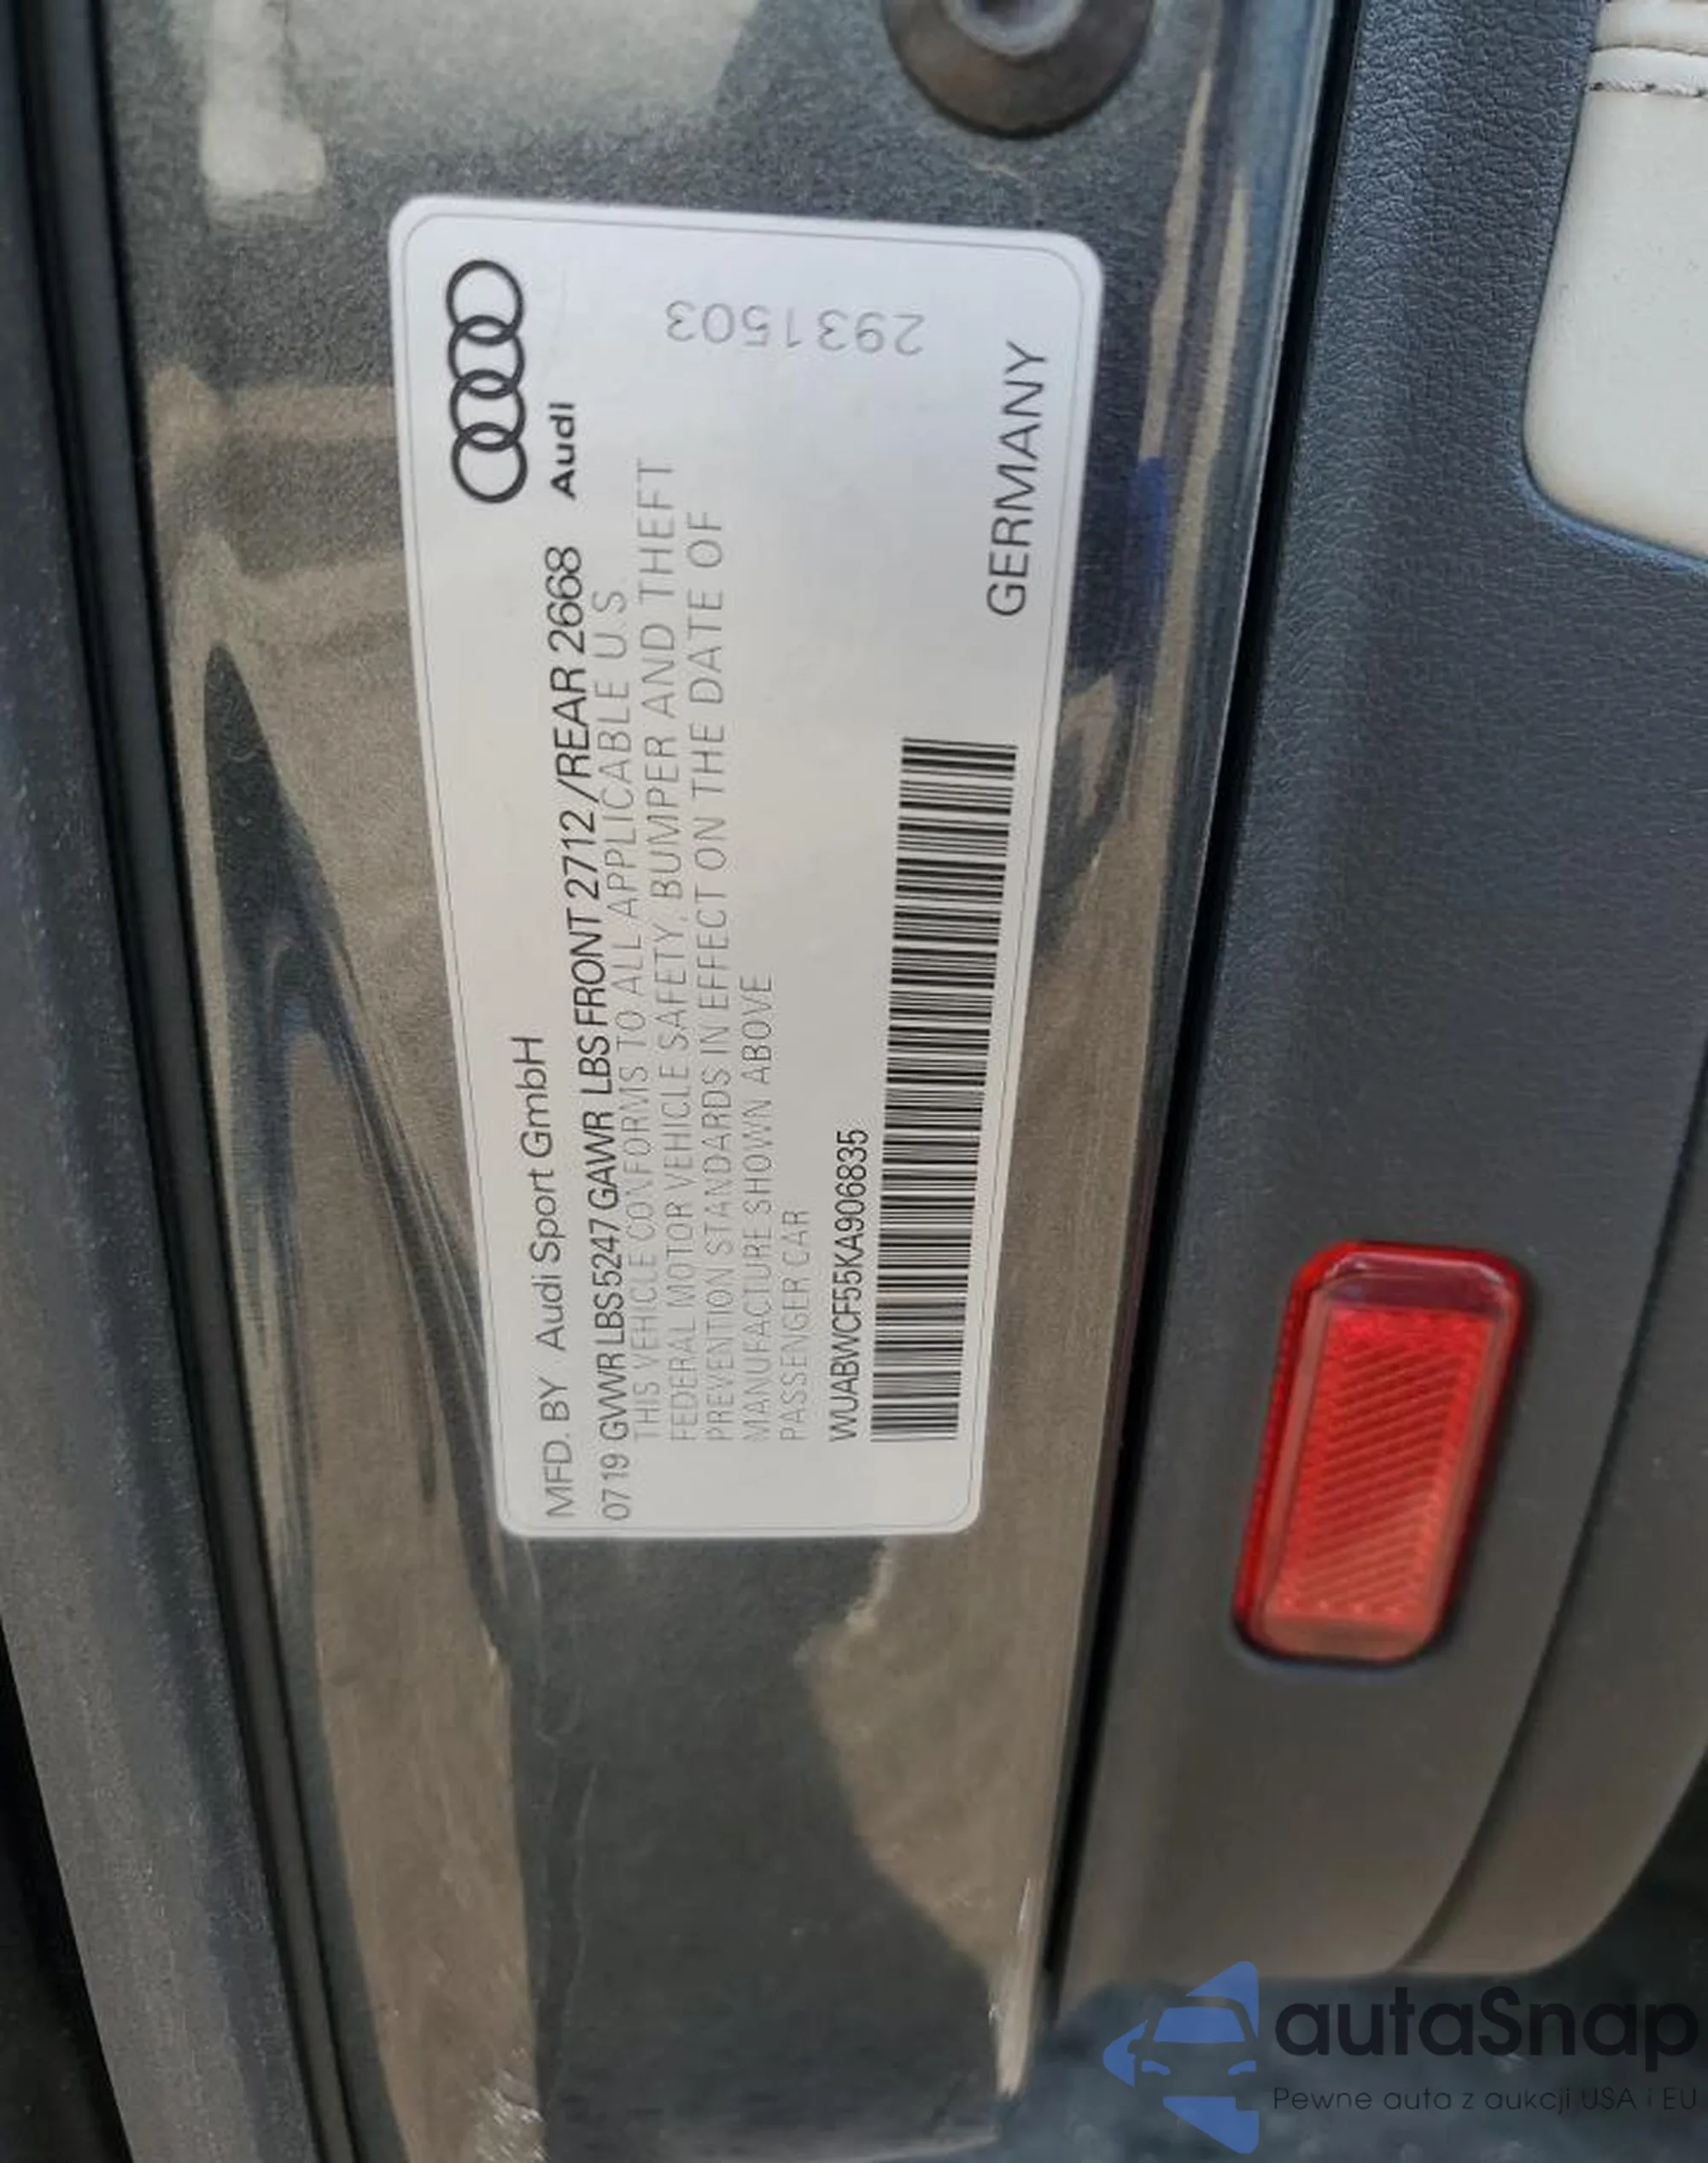 Audi
MFD. BY Audi Sport GmbH
07 19 GVWR LBS 5247 GAWR LBS FRONT 2712 /REAR 2668
THIS VEHICLE CONFORMS TO ALL APPLICABLE U S
FEDERAL MOTOR VEHICLE SAFETY, BUMPER AND THEFT
PREVENTION STANDARDS IN EFFECT ON THE DATE OF
MANUFACTURE SHOWN ABOVE
PASSENGER CAR
WUABWCF55KA906835
GERMANY
2931503
autaSnap
Pewne auta z aukcji USA i EU